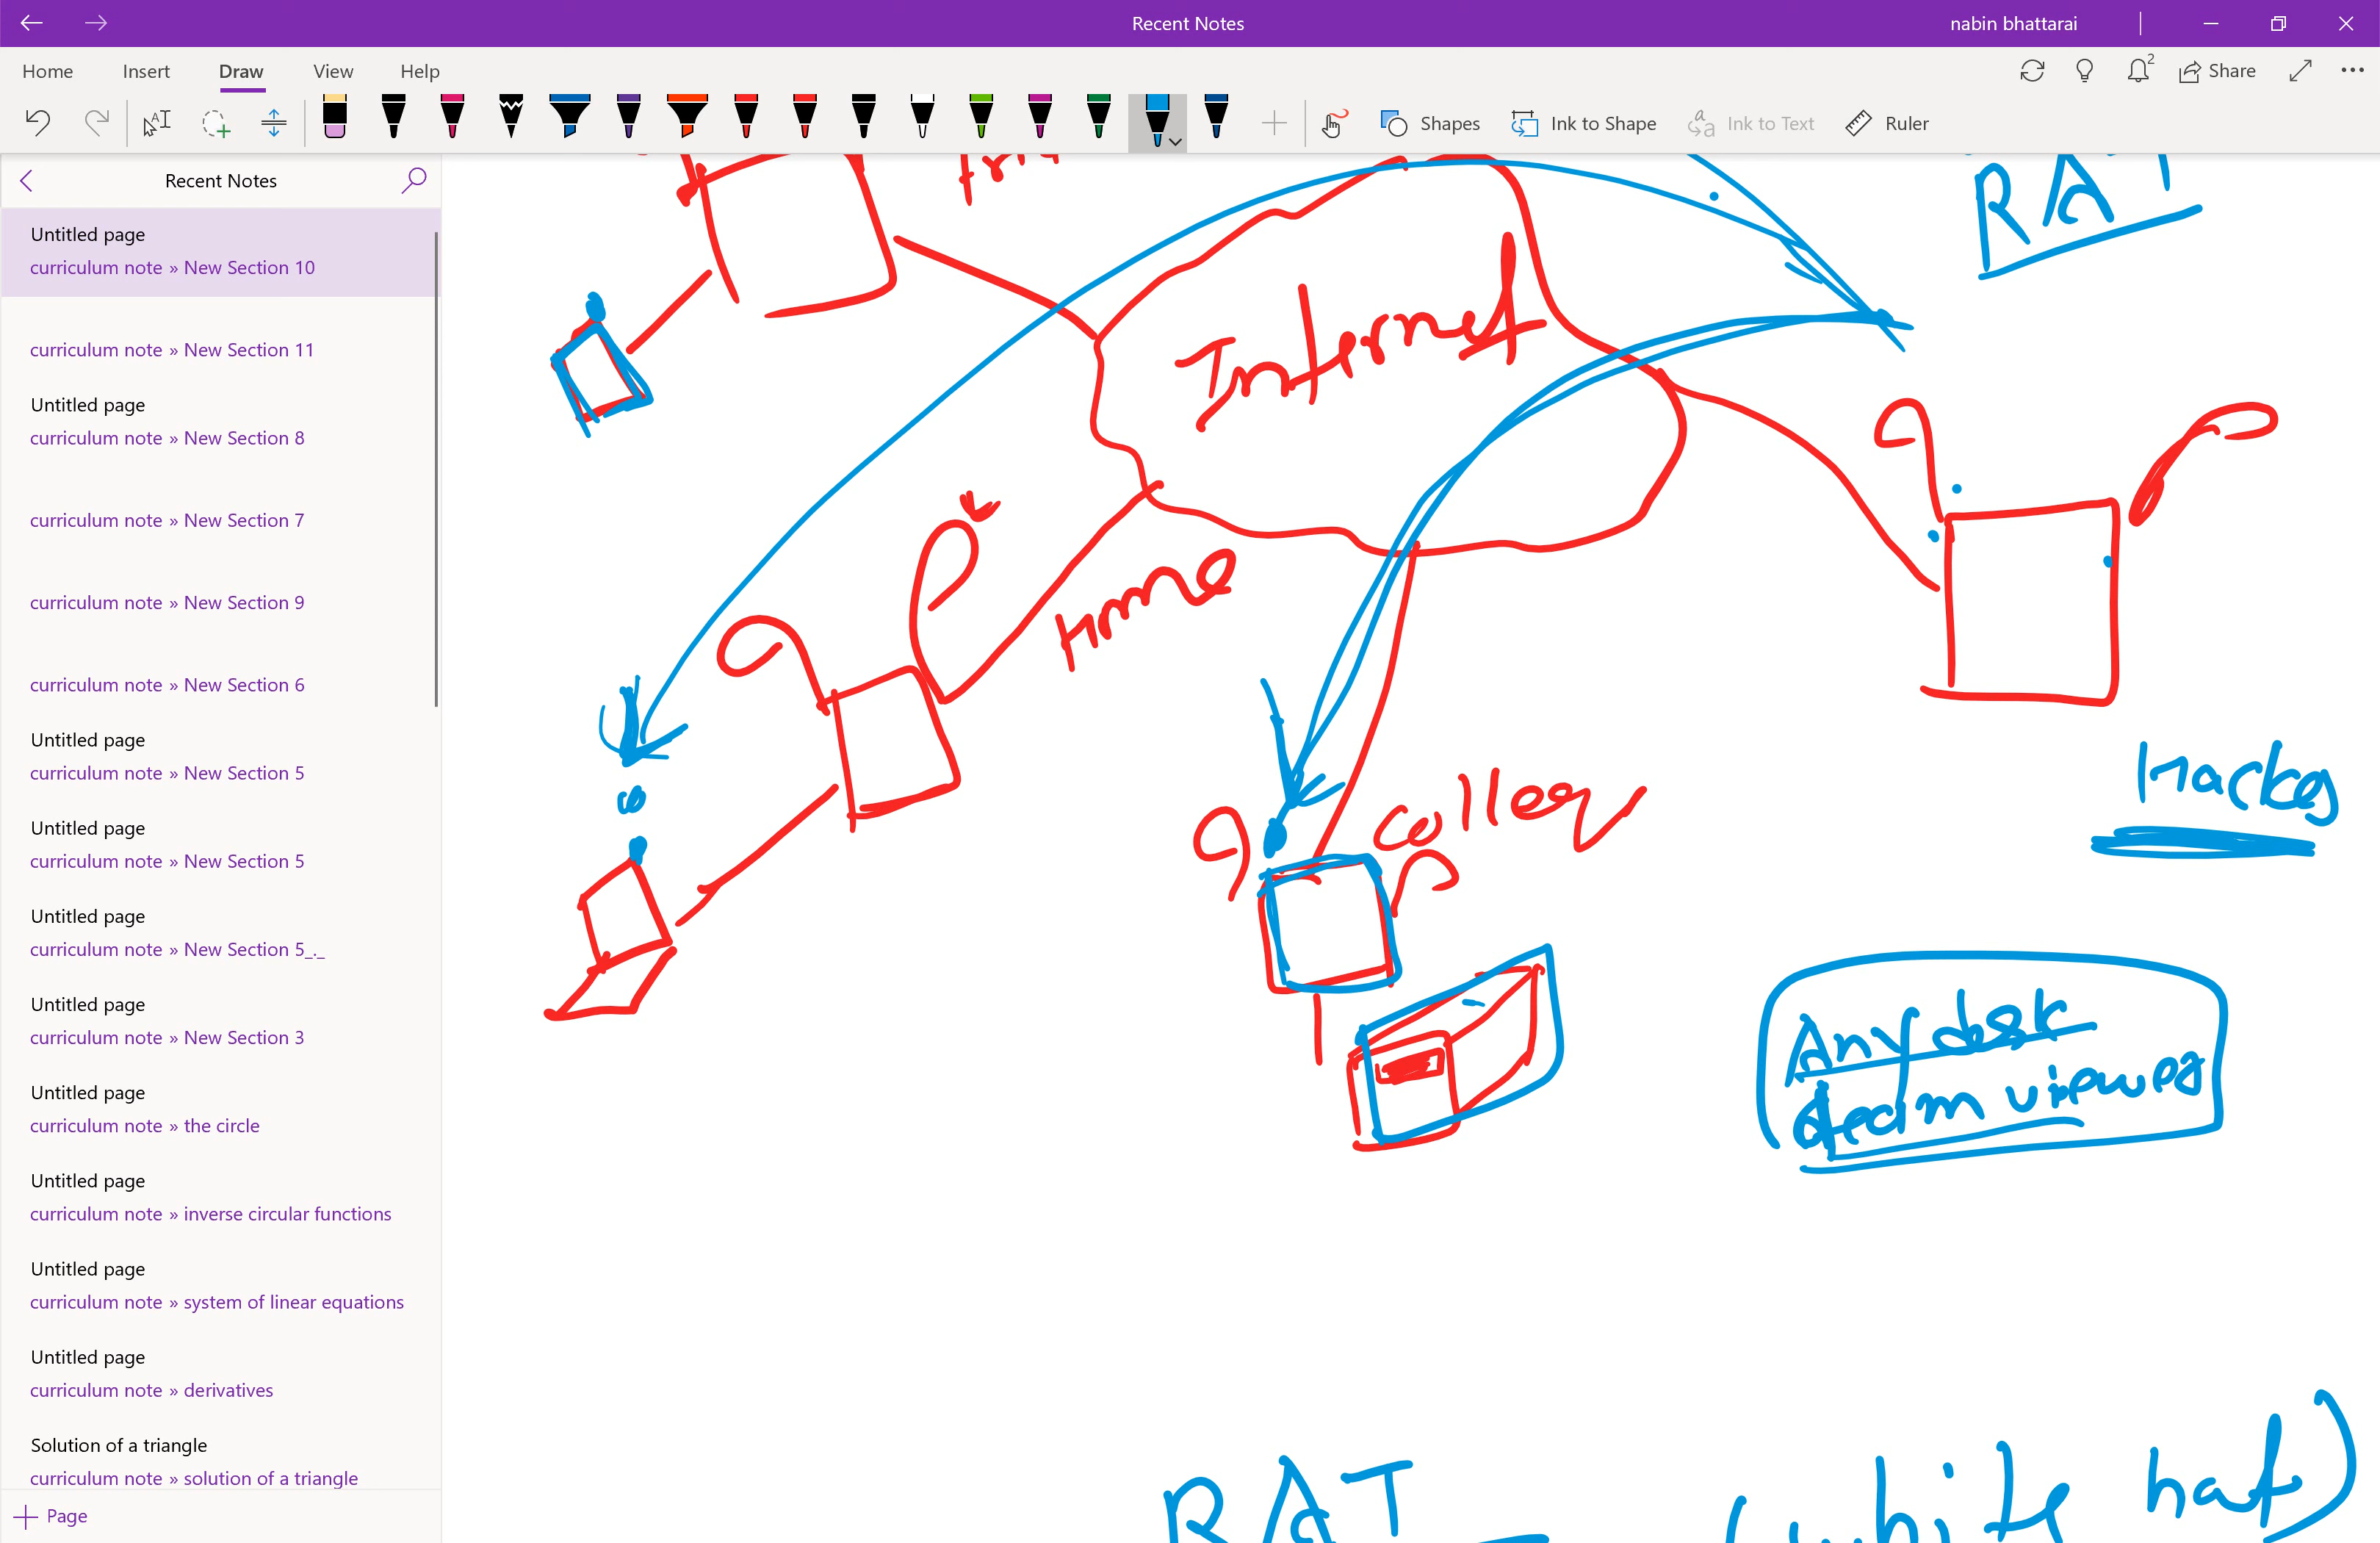 Recent Notes
nabin bhattarai
Home Insert Draw View Help
2 Share
Shapes Ink to Shape Ink to Text Ruler
Recent Notes
Untitled page
curriculum note » New Section 10
curriculum note » New Section 11
Untitled page
curriculum note » New Section 8
curriculum note » New Section 7
curriculum note » New Section 9
curriculum note » New Section 6
Untitled page
curriculum note » New Section 5
Untitled page
curriculum note » New Section 5
Untitled page
curriculum note » New Section 5_._
Untitled page
curriculum note » New Section 3
Untitled page
curriculum note » the circle
Untitled page
curriculum note » inverse circular functions
Untitled page
curriculum note » system of linear equations
Untitled page
curriculum note » derivatives
Solution of a triangle
curriculum note » solution of a triangle
Page
RAT
Internet
Home
Hacker
Anydesk
team viewer
RAT - (white hat)